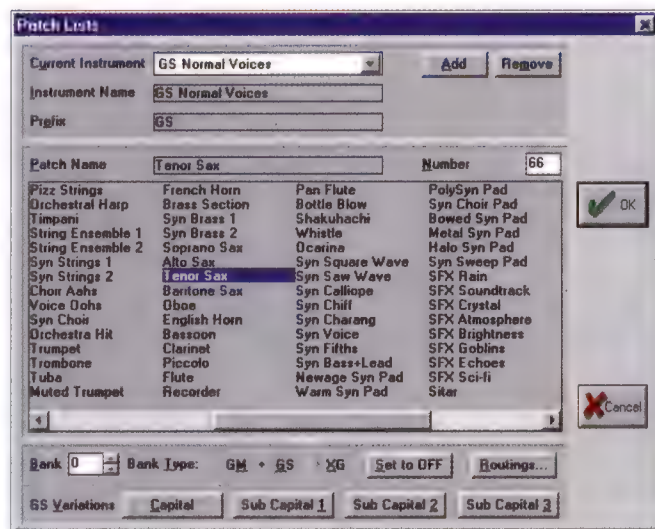 Patch Lists
Current Instrument GS Normal Voices Add Remove
Instrument Name GS Normal Voices
Prefix GS
Patch Name Tenor Sax Number 66
Pizz Strings French Horn Pan Flute PolySyn Pad
Orchestral Harp Brass Section Bottle Blow Syn Choir Pad
Timpani Syn Brass 1 Shakuhachi Bowed Syn Pad
String Ensemble 1 Syn Brass 2 Whistle Metal Syn Pad
String Ensemble 2 Soprano Sax Ocarina Halo Syn Pad
Syn Strings 1 Alto Sax Syn Square Wave Syn Sweep Pad
Syn Strings 2 Tenor Sax Syn Saw Wave SFX Rain
Choir Aahs Baritone Sax Syn Calliope SFX Soundtrack
Voice Oohs Oboe Syn Chiff SFX Crystal
Syn Choir English Horn Syn Charang SFX Atmosphere
Orchestra Hit Bassoon Syn Voice SFX Brightness
Trumpet Clarinet Syn Fifths SFX Goblins
Trombone Piccolo Syn Bass+Lead SFX Echoes
Tuba Flute Newage Syn Pad SFX Sci-fi
Muted Trumpet Recorder Warm Syn Pad Sitar
OK
Cancel
Bank 0 Bank Type: GM GS XG Set to OFF Routings...
GS Variations Capital Sub Capital 1 Sub Capital 2 Sub Capital 3